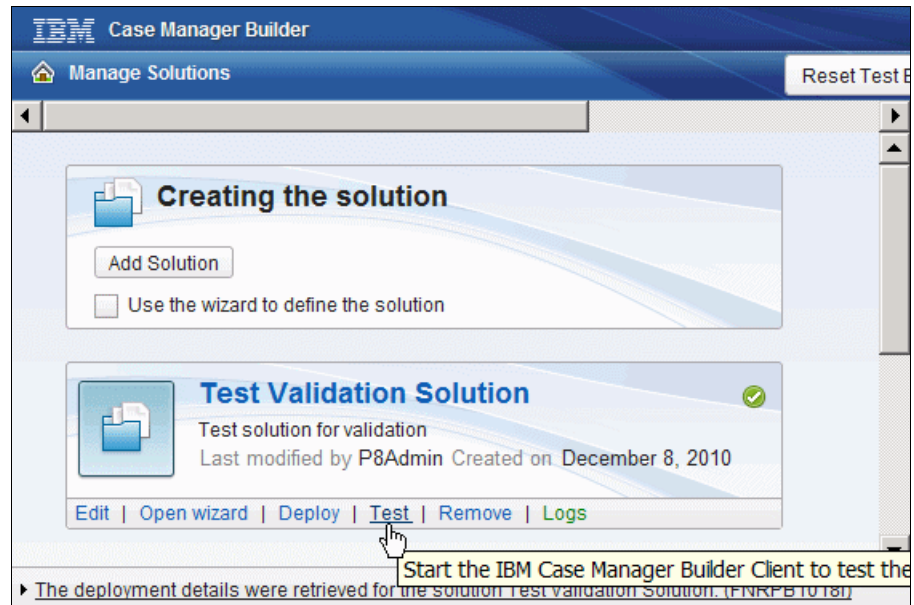 IBM Case Manager Builder
Manage Solutions
Reset Test E
Creating the solution
Add Solution
Use the wizard to define the solution
Test Validation Solution
Test solution for validation
Last modified by P8Admin Created on December 8, 2010
Edit | Open wizard | Deploy | Test | Remove | Logs
Start the IBM Case Manager Builder Client to test the
The deployment details were retrieved for the solution Test Validation Solution. (FNRPB1018I)